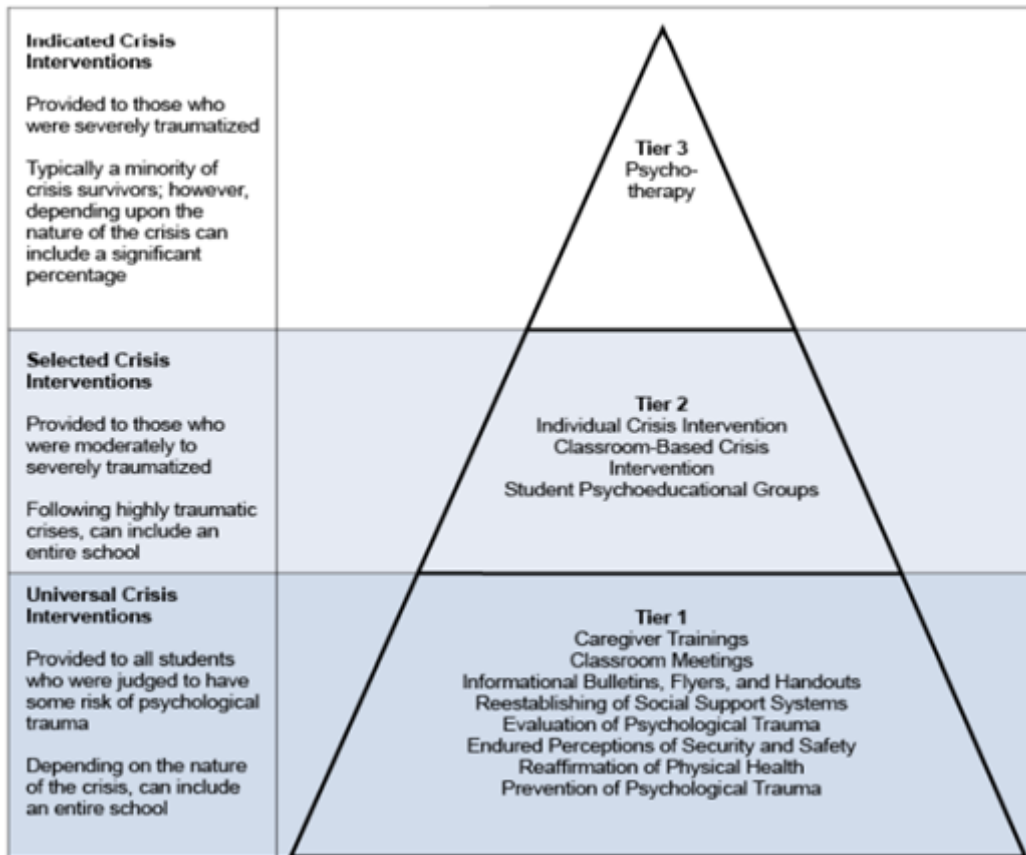 Indicated Crisis
Interventions
Provided to those who
were severely traumatized
Typically a minority of
crisis survivors; however,
depending upon the
nature of the crisis can
include a significant
percentage
Tier 3
Psycho-
therapy
Selected Crisis
Interventions
Provided to those who
were moderately to
severely traumatized
Following highly traumatic
crises, can include an
entire school
Tier 2
Individual Crisis Intervention
Classroom-Based Crisis
Intervention
Student Psychoeducational Groups
Universal Crisis
Interventions
Provided to all students
who were judged to have
some risk of psychological
trauma
Depending on the nature
of the crisis, can include
an entire school
Tier 1
Caregiver Trainings
Classroom Meetings
Informational Bulletins, Flyers, and Handouts
Reestablishing of Social Support Systems
Evaluation of Psychological Trauma
Endured Perceptions of Security and Safety
Reaffirmation of Physical Health
Prevention of Psychological Trauma